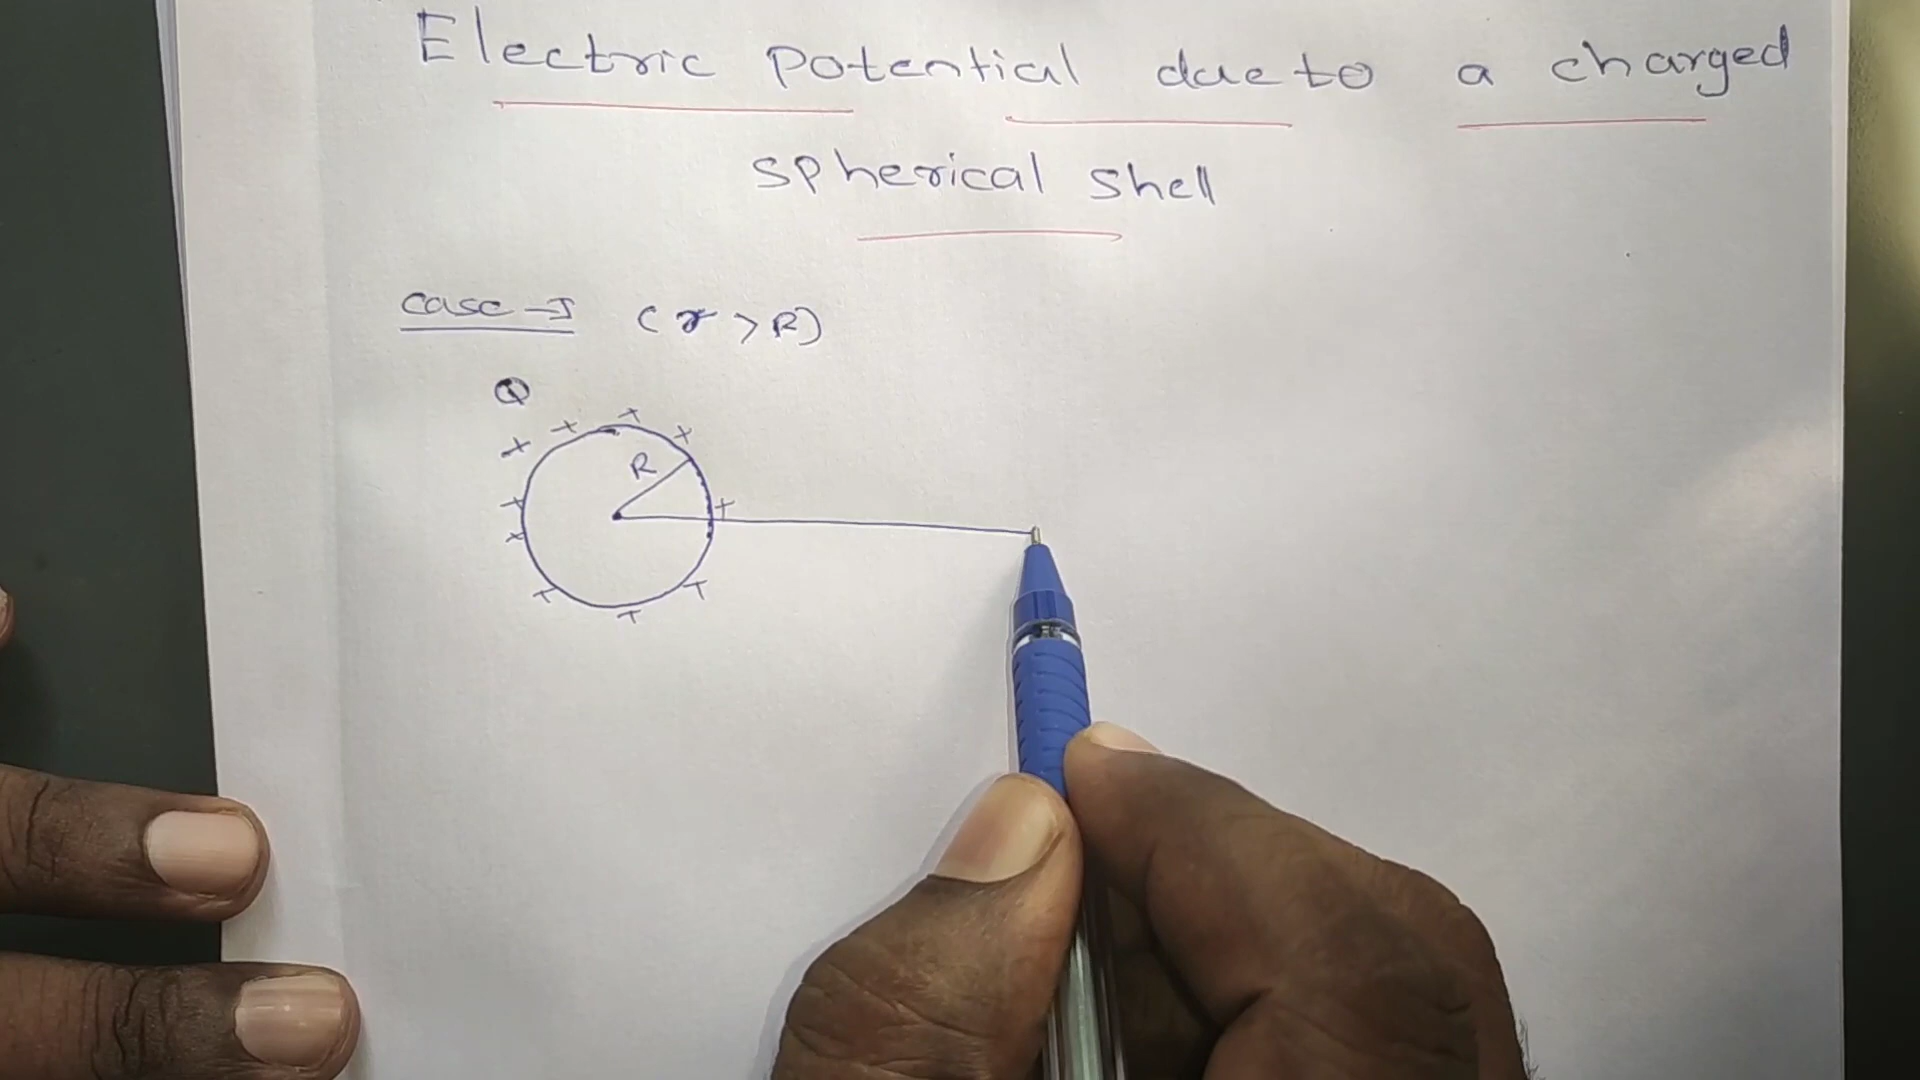 Electric potential due to a charged
spherical shell
case-I (r > R)
Q
R